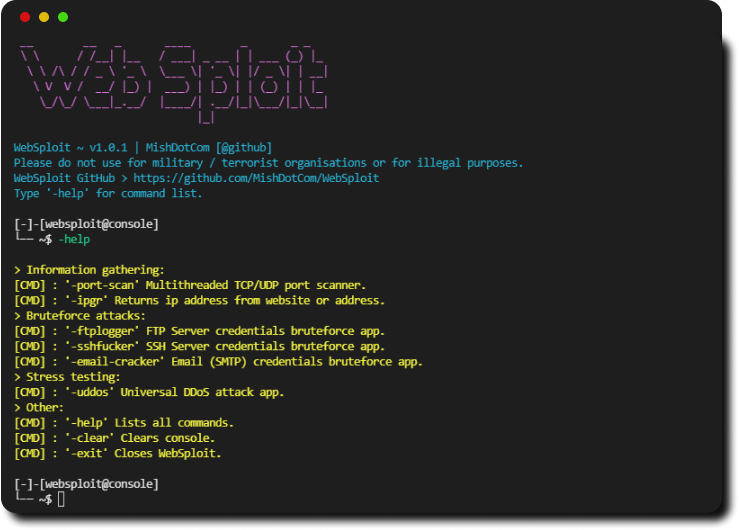 Web Sploit
WebSploit ~ v1.0.1 | MishDotCom [@github]
Please do not use for military / terrorist organisations or for illegal purposes.
WebSploit GitHub > https://github.com/MishDotCom/WebSploit
Type '-help' for command list.
[-]-[websploit@console]
└── ~$ -help
> Information gathering:
[CMD] : '-port-scan' Multithreaded TCP/UDP port scanner.
[CMD] : '-ipgr' Returns ip address from website or address.
> Bruteforce attacks:
[CMD] : '-ftplogger' FTP Server credentials bruteforce app.
[CMD] : '-sshfucker' SSH Server credentials bruteforce app.
[CMD] : '-email-cracker' Email (SMTP) credentials bruteforce app.
> Stress testing:
[CMD] : '-uddos' Universal DDoS attack app.
> Other:
[CMD] : '-help' Lists all commands.
[CMD] : '-clear' Clears console.
[CMD] : '-exit' Closes WebSploit.
[-]-[websploit@console]
└── ~$